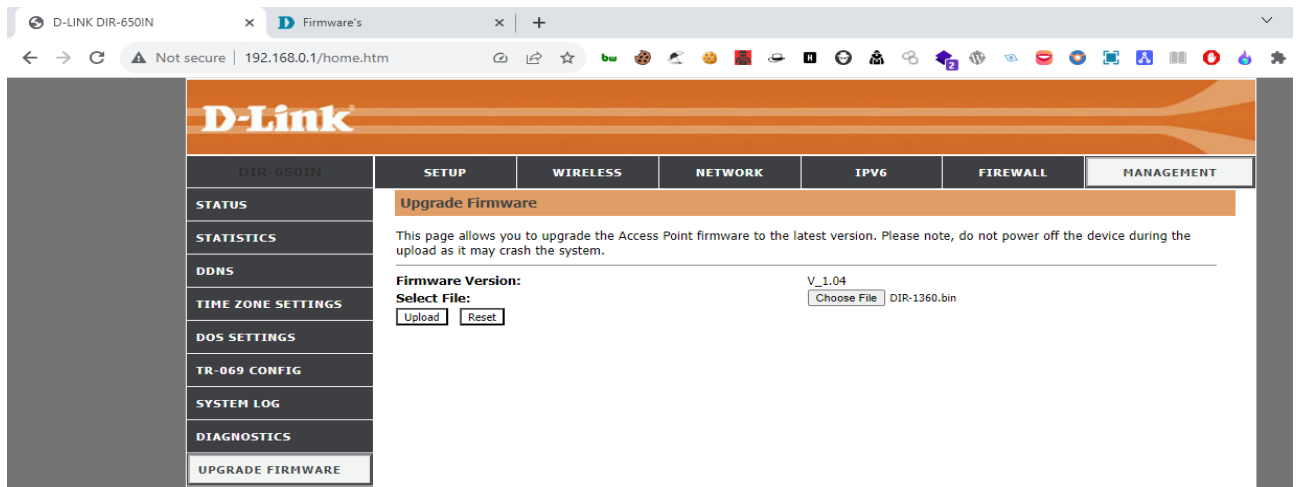 D-LINK DIR-650IN
Firmware's
Not secure | 192.168.0.1/home.htm
D-Link
DIR-650IN
SETUP
WIRELESS
NETWORK
IPV6
FIREWALL
MANAGEMENT
STATUS
STATISTICS
DDNS
TIME ZONE SETTINGS
DOS SETTINGS
TR-069 CONFIG
SYSTEM LOG
DIAGNOSTICS
UPGRADE FIRMWARE
Upgrade Firmware
This page allows you to upgrade the Access Point firmware to the latest version. Please note, do not power off the device during the
upload as it may crash the system.
Firmware Version: V_1.04
Select File: Choose File DIR-1360.bin
Upload Reset